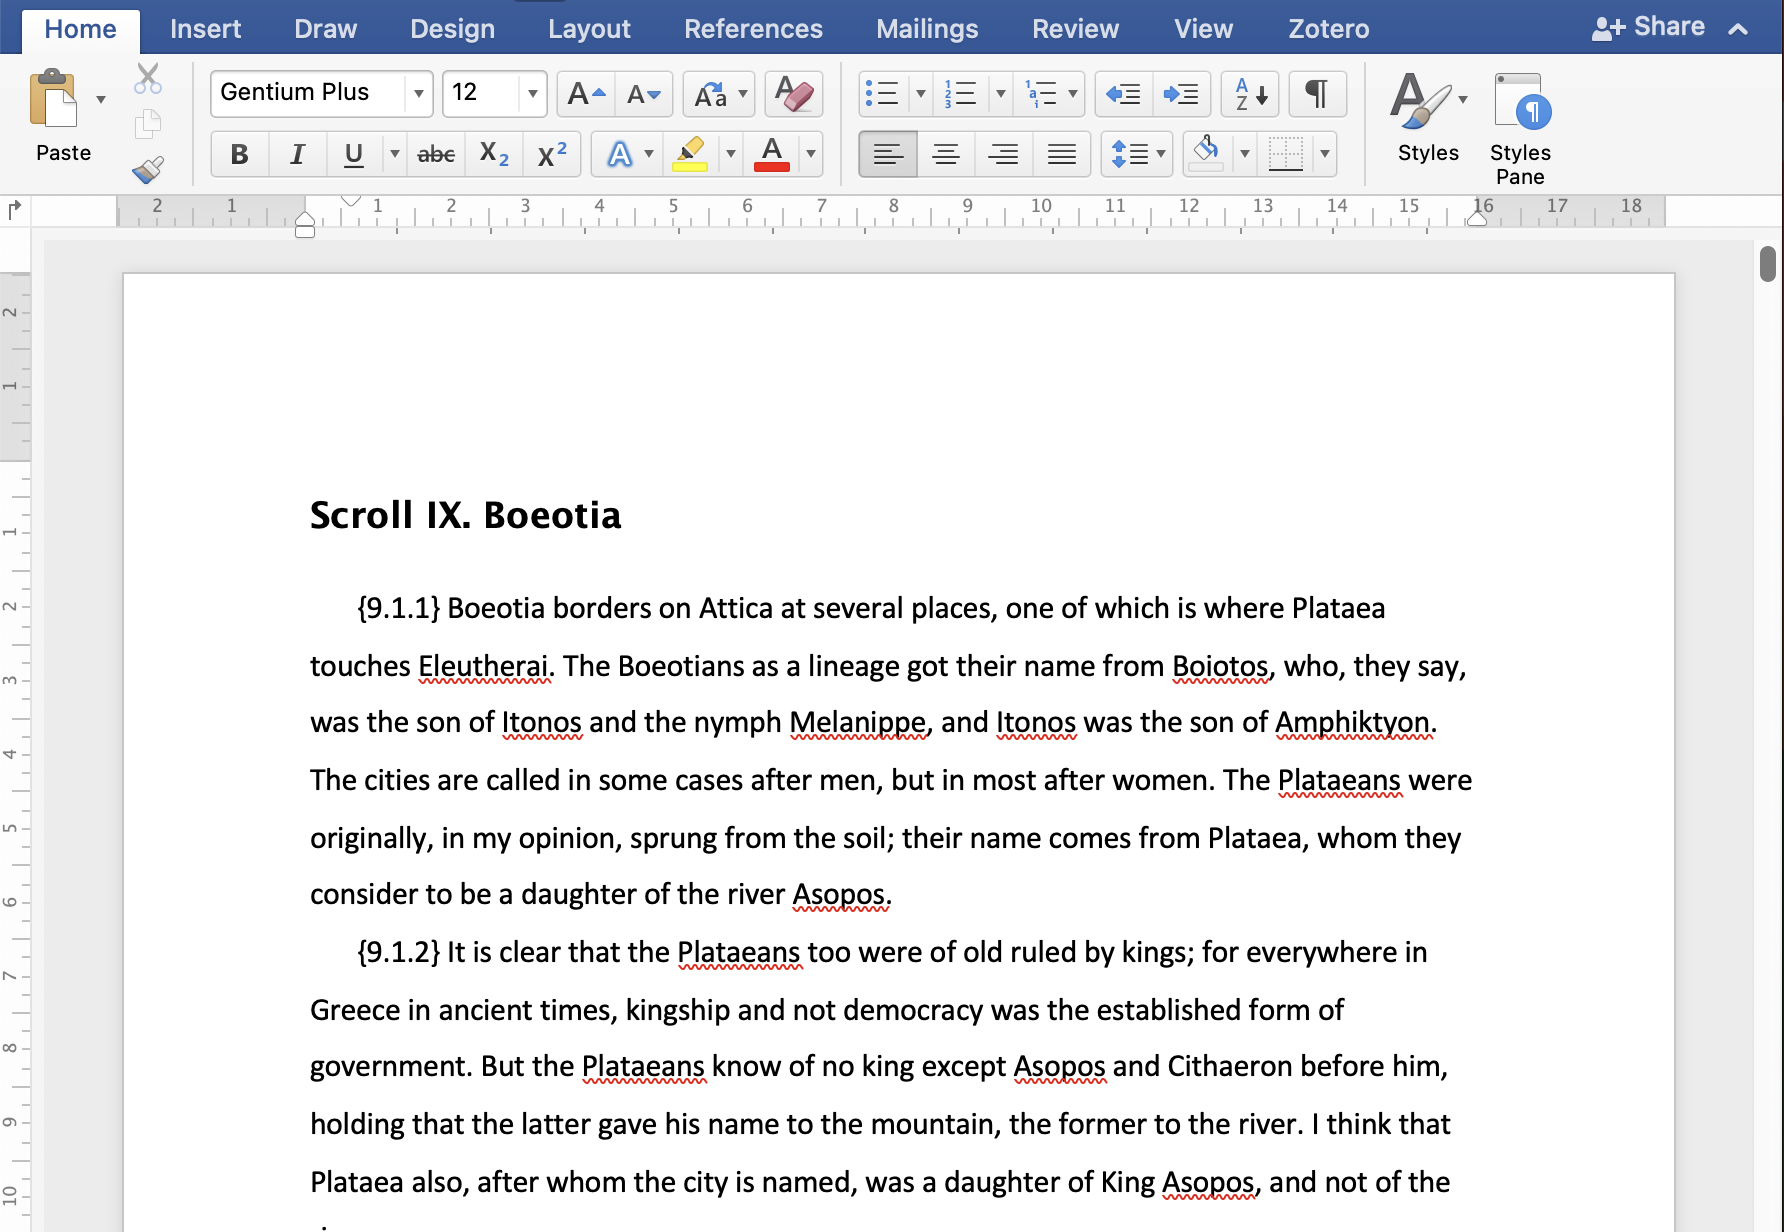 Home Insert Draw Design Layout References Mailings Review View Zotero Share
Paste
Gentium Plus 12
Styles
Styles Pane
2 1 1 2 3 4 5 6 7 8 9 10 11 12 13 14 15 16 17 18
Scroll IX. Boeotia
{9.1.1} Boeotia borders on Attica at several places, one of which is where Plataea
touches Eleutherai. The Boeotians as a lineage got their name from Boiotos, who, they say,
was the son of Itonos and the nymph Melanippe, and Itonos was the son of Amphiktyon.
The cities are called in some cases after men, but in most after women. The Plataeans were
originally, in my opinion, sprung from the soil; their name comes from Plataea, whom they
consider to be a daughter of the river Asopos.
{9.1.2} It is clear that the Plataeans too were of old ruled by kings; for everywhere in
Greece in ancient times, kingship and not democracy was the established form of
government. But the Plataeans know of no king except Asopos and Cithaeron before him,
holding that the latter gave his name to the mountain, the former to the river. I think that
Plataea also, after whom the city is named, was a daughter of King Asopos, and not of the